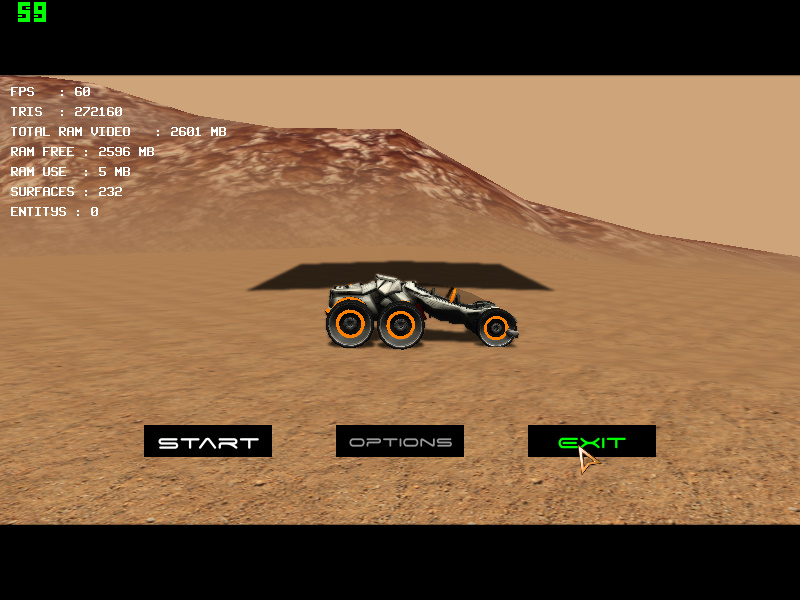 59
FPS : 60
TRIS : 272160
TOTAL RAM VIDEO : 2601 MB
RAM FREE : 2596 MB
RAM USE : 5 MB
SURFACES : 232
ENTITYS : 0
START OPTIONS EXIT